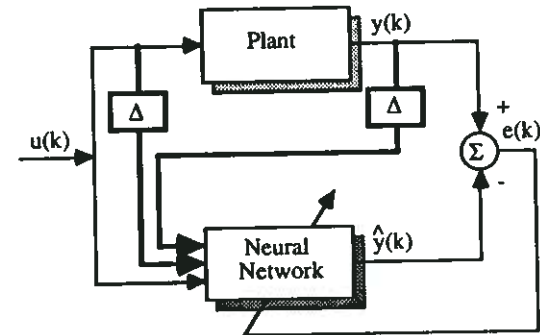 Plant
y(k)
Δ
Δ
+
e(k)
u(k)
Σ
-
Neural
Network
ŷ(k)